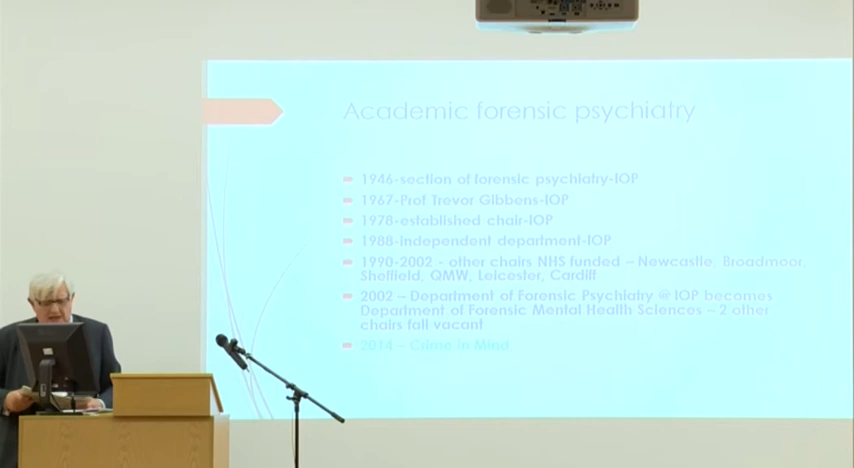 Academic forensic psychiatry
1946-section of forensic psychiatry-IOP
1967-Prof Trevor Gibbens-IOP
1978-established chair-IOP
1988-independent department-IOP
1990-2002 - other chairs NHS funded – Newcastle, Broadmoor,
Sheffield, QMW, Leicester, Cardiff
2002 – Department of Forensic Psychiatry @ IOP becomes
Department of Forensic Mental Health Sciences – 2 other
chairs fall vacant
2014 – Crime in Mind